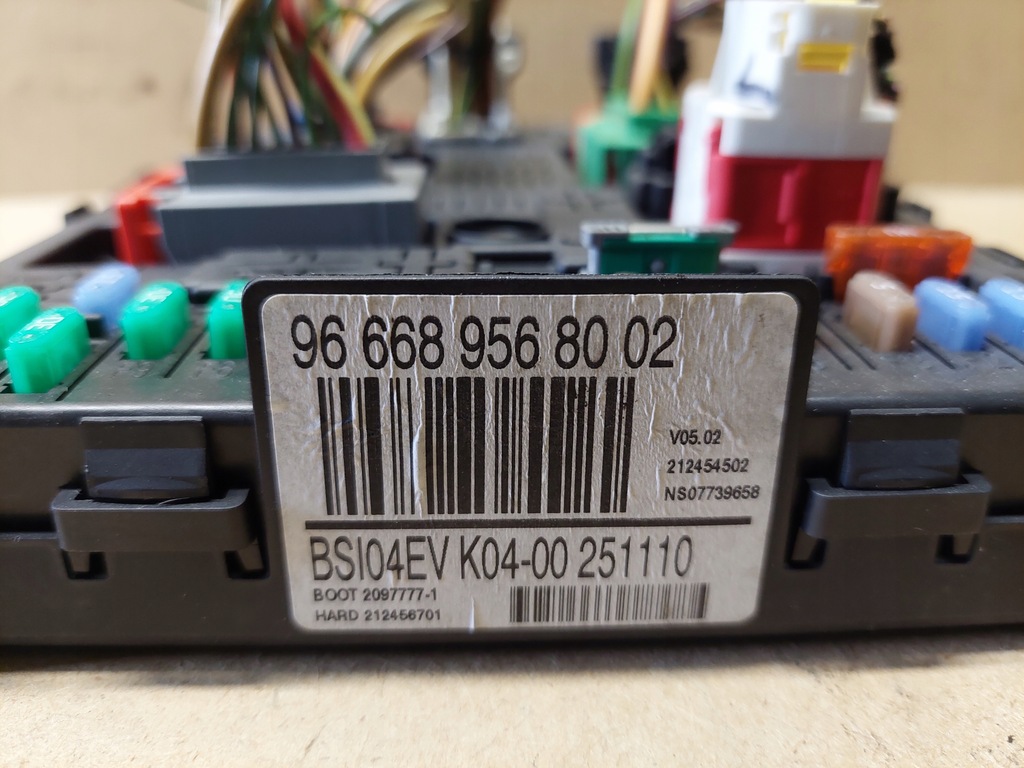 96 668 956 80 02
V05.02
212454502
NS07739658
BSI04EV K04-00 251110
BOOT 2097777-1
HARD 212456701